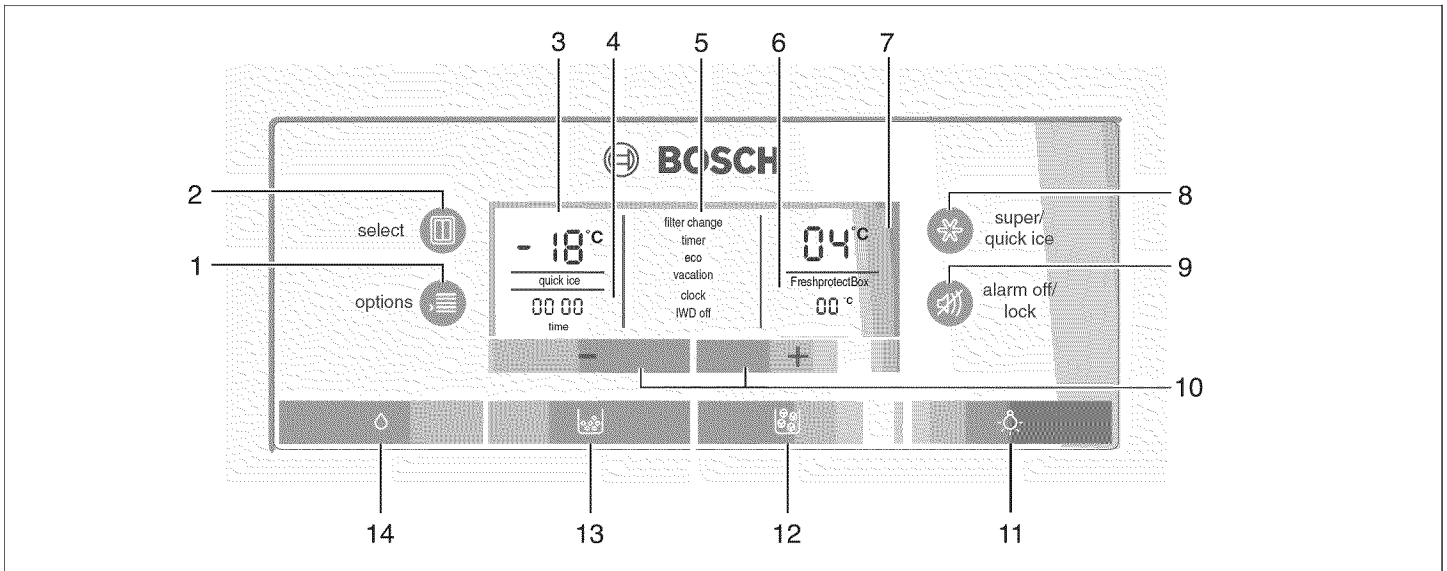 3 4 5 6 7
BOSCH
2
select
1
options
- 18 °C
quick ice
00 00
time
filter change
timer
eco
vacation
clock
IWD off
04 °C
FreshprotectBox
00 °C
8
super/
quick ice
9
alarm off/
lock
- +
10
14 13 12 11